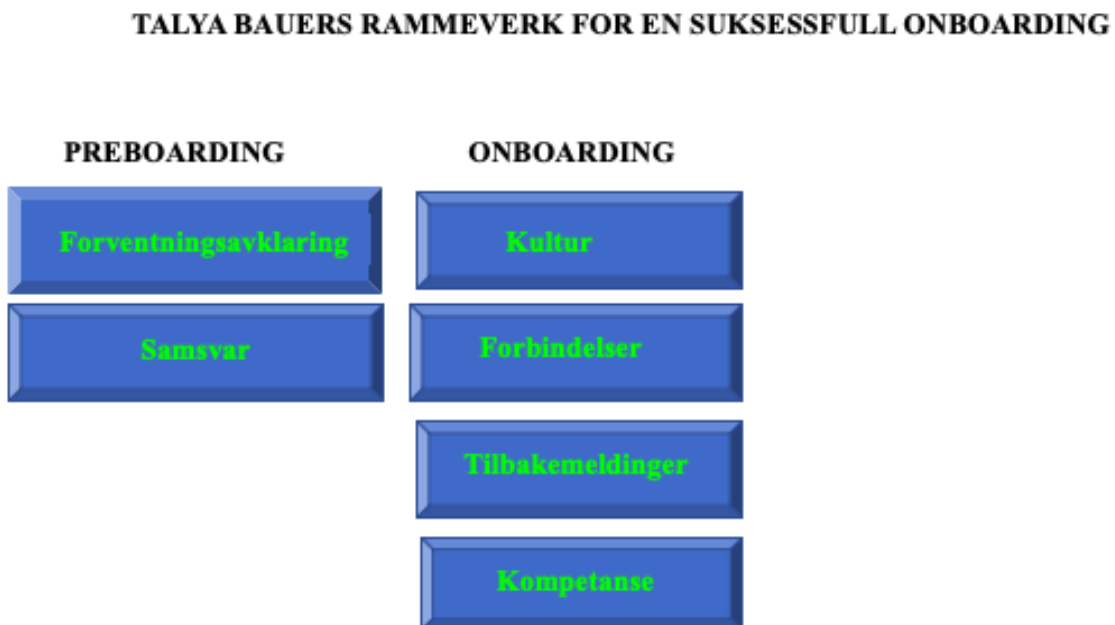 TALYA BAUERS RAMMEVERK FOR EN SUKSESSFULL ONBOARDING
PREBOARDING
Forventningsavklaring
Samsvar
ONBOARDING
Kultur
Forbindelser
Tilbakemeldinger
Kompetanse